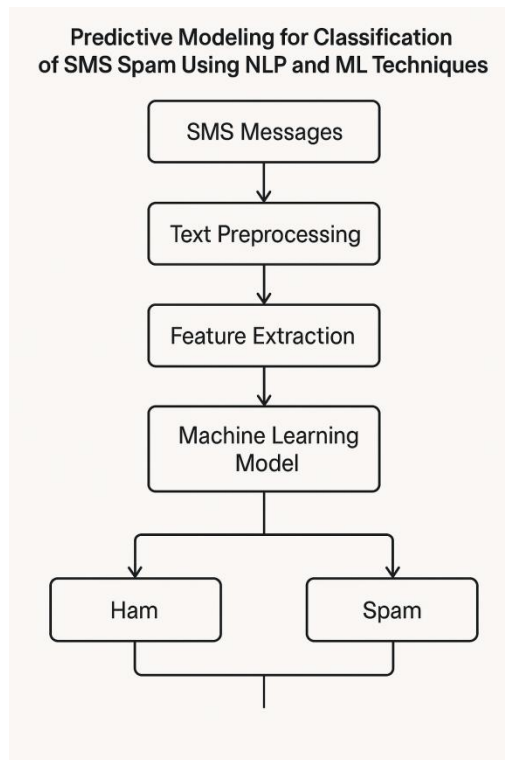 Predictive Modeling for Classification
of SMS Spam Using NLP and ML Techniques
SMS Messages
Text Preprocessing
Feature Extraction
Machine Learning
Model
Ham
Spam